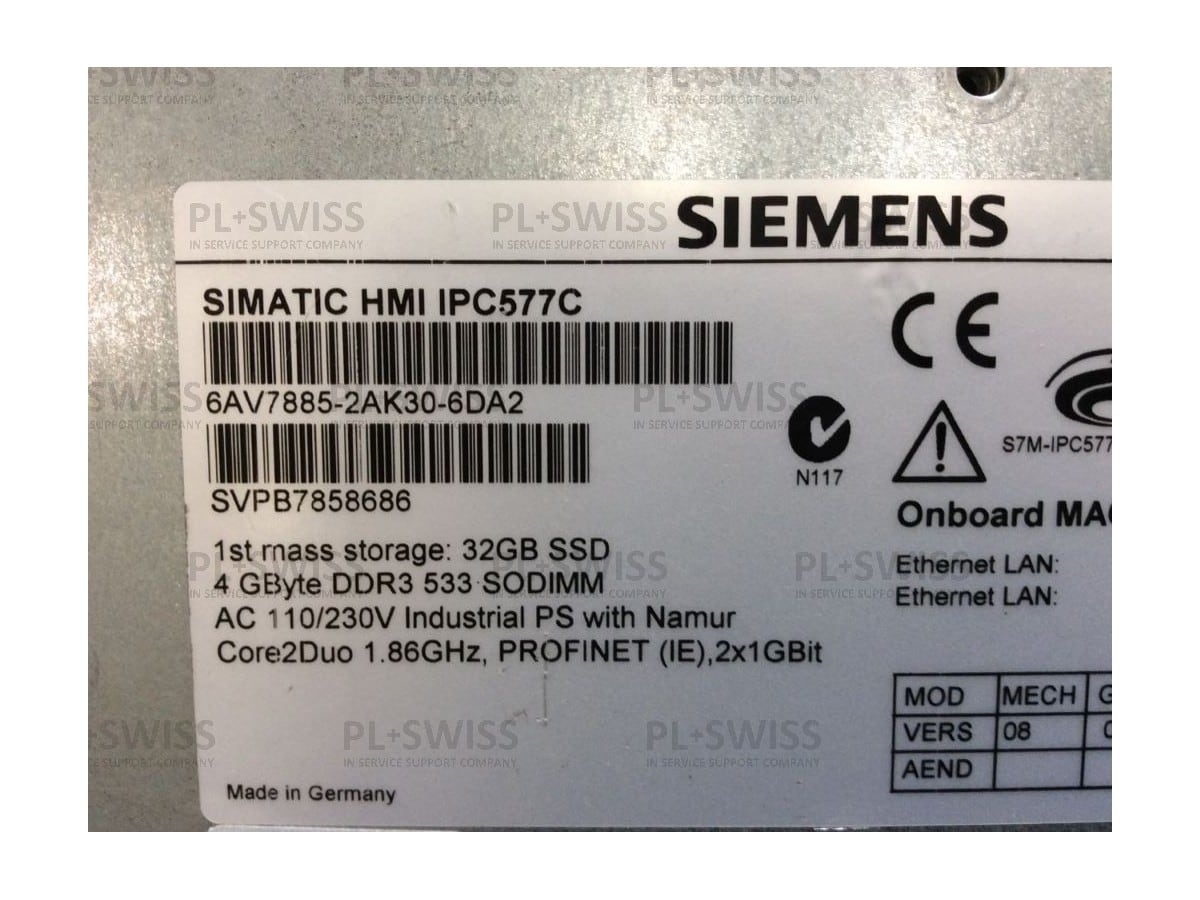 PL+SWISS
IN SERVICE SUPPORT COMPANY
SIEMENS
SIMATIC HMI IPC577C
6AV7885-2AK30-6DA2
SVPB7858686
1st mass storage: 32GB SSD
4 GByte DDR3 533 SODIMM
AC 110/230V Industrial PS with Namur
Core2Duo 1.86GHz, PROFINET (IE),2x1GBit
Made in Germany
CE
N117
S7M-IPC577
Onboard MAC
Ethernet LAN:
Ethernet LAN:
MOD MECH G
VERS 08 0
AEND